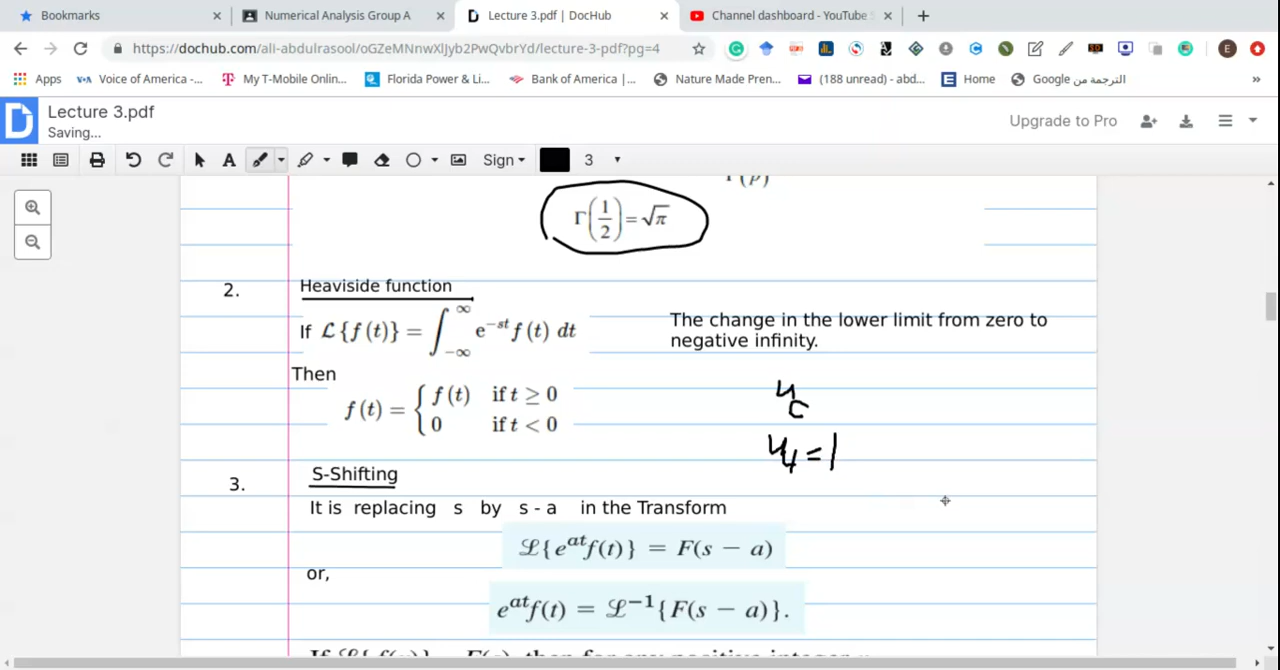 Bookmarks Numerical Analysis Group A Lecture 3.pdf | DocHub Channel dashboard - YouTube
https://dochub.com/ali-abdulrasool/oGZeMNnwXlJyb2PwQVbrYd/lecture-3-pdf?pg=4
Apps Voice of America -... My T-Mobile Onlin... Florida Power & Li... Bank of America |... Nature Made Pren... (188 unread) - abd... Home Google الترجمة من
Lecture 3.pdf
Saving...
Upgrade to Pro
Sign 3
Γ(p)
Γ(1/2) = √π
2. Heaviside function
If ℒ{f(t)} = ∫_{-∞}^{∞} e^{-st} f(t) dt
The change in the lower limit from zero to
negative infinity.
Then
f(t) = { f(t) if t ≥ 0
0 if t < 0
u_c
u_4 = 1
3. S-Shifting
It is replacing s by s - a in the Transform
ℒ{e^{at}f(t)} = F(s − a)
or,
e^{at}f(t) = ℒ^{−1}{F(s − a)}.